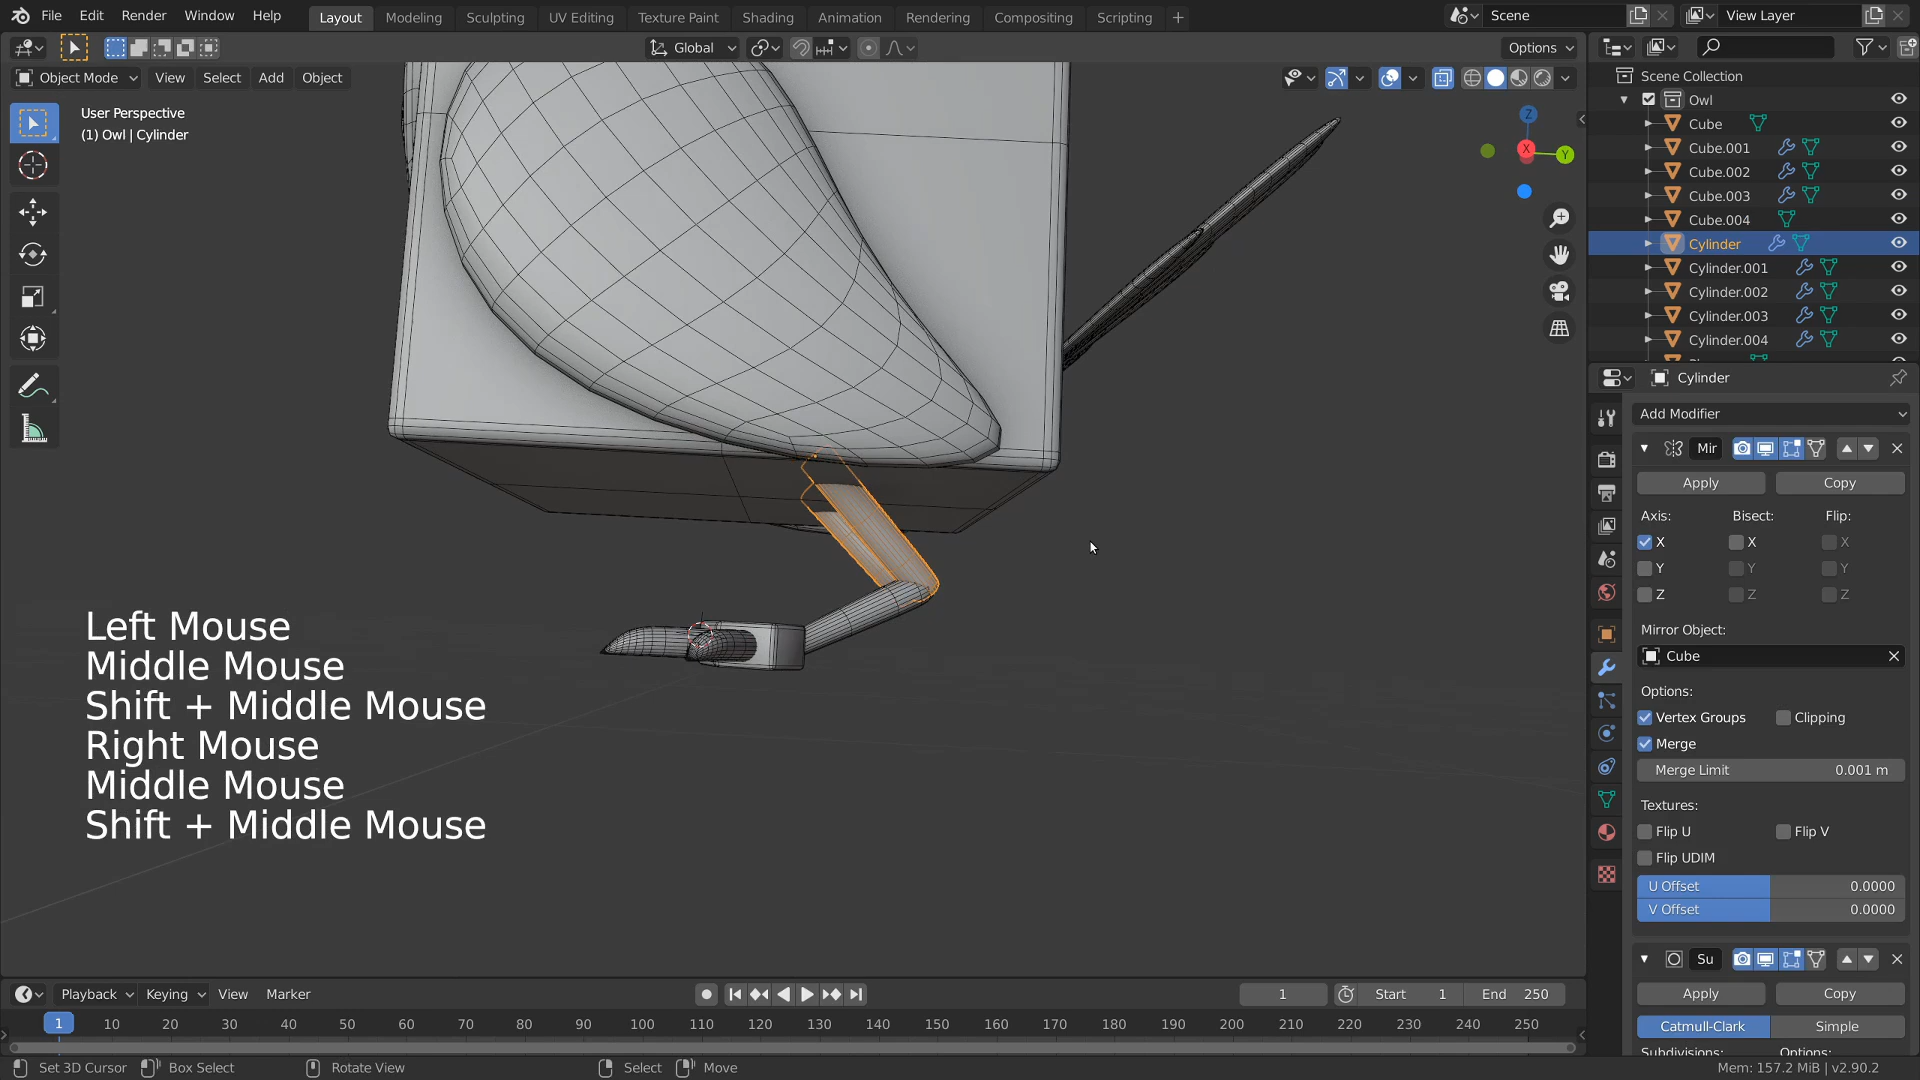 File Edit Render Window Help Layout Modeling Sculpting UV Editing Texture Paint Shading Animation Rendering Compositing Scripting + Scene View Layer
Global Options
Object Mode View Select Add Object
User Perspective
(1) Owl | Cylinder
Z
X
Y
Left Mouse
Middle Mouse
Shift + Middle Mouse
Right Mouse
Middle Mouse
Shift + Middle Mouse
Scene Collection
Owl
Cube
Cube.001
Cube.002
Cube.003
Cube.004
Cylinder
Cylinder.001
Cylinder.002
Cylinder.003
Cylinder.004
Cylinder
Add Modifier
Mir
Apply Copy
Axis: Bisect: Flip:
X X X
Y Y Y
Z Z Z
Mirror Object:
Cube
Options:
Vertex Groups Clipping
Merge
Merge Limit 0.001 m
Textures:
Flip U Flip V
Flip UDIM
U Offset 0.0000
V Offset 0.0000
Su
Apply Copy
Catmull-Clark Simple
Subdivisions: Options:
Playback Keying View Marker 1 Start 1 End 250
1 10 20 30 40 50 60 70 80 90 100 110 120 130 140 150 160 170 180 190 200 210 220 230 240 250
Set 3D Cursor Box Select Rotate View Select Move Mem: 157.2 MiB | v2.90.2